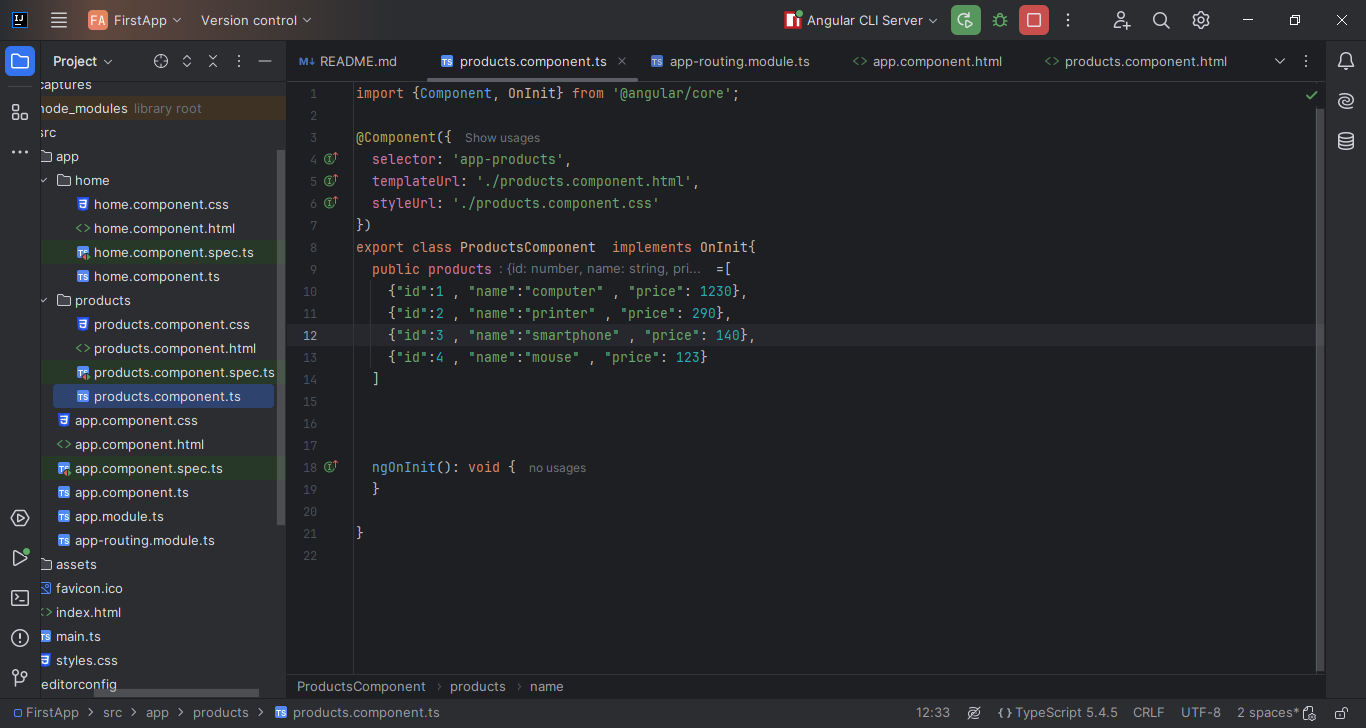 FA FirstApp Version control Angular CLI Server
Project
README.md products.component.ts app-routing.module.ts app.component.html products.component.html
captures
node_modules library root
src
app
home
home.component.css
home.component.html
home.component.spec.ts
home.component.ts
products
products.component.css
products.component.html
products.component.spec.ts
products.component.ts
app.component.css
app.component.html
app.component.spec.ts
app.component.ts
app.module.ts
app-routing.module.ts
assets
favicon.ico
index.html
main.ts
styles.css
editorconfig
1 import {Component, OnInit} from '@angular/core';
2
3 @Component({ Show usages
4 selector: 'app-products',
5 templateUrl: './products.component.html',
6 styleUrl: './products.component.css'
7 })
8 export class ProductsComponent implements OnInit{
9 public products : {id: number, name: string, pri... =[
10 {"id":1 , "name":"computer" , "price": 1230},
11 {"id":2 , "name":"printer" , "price": 290},
12 {"id":3 , "name":"smartphone" , "price": 140},
13 {"id":4 , "name":"mouse" , "price": 123}
14 ]
15
16
17
18 ngOnInit(): void { no usages
19 }
20
21 }
22
ProductsComponent › products › name
FirstApp > src > app > products > products.component.ts 12:33 TypeScript 5.4.5 CRLF UTF-8 2 spaces*